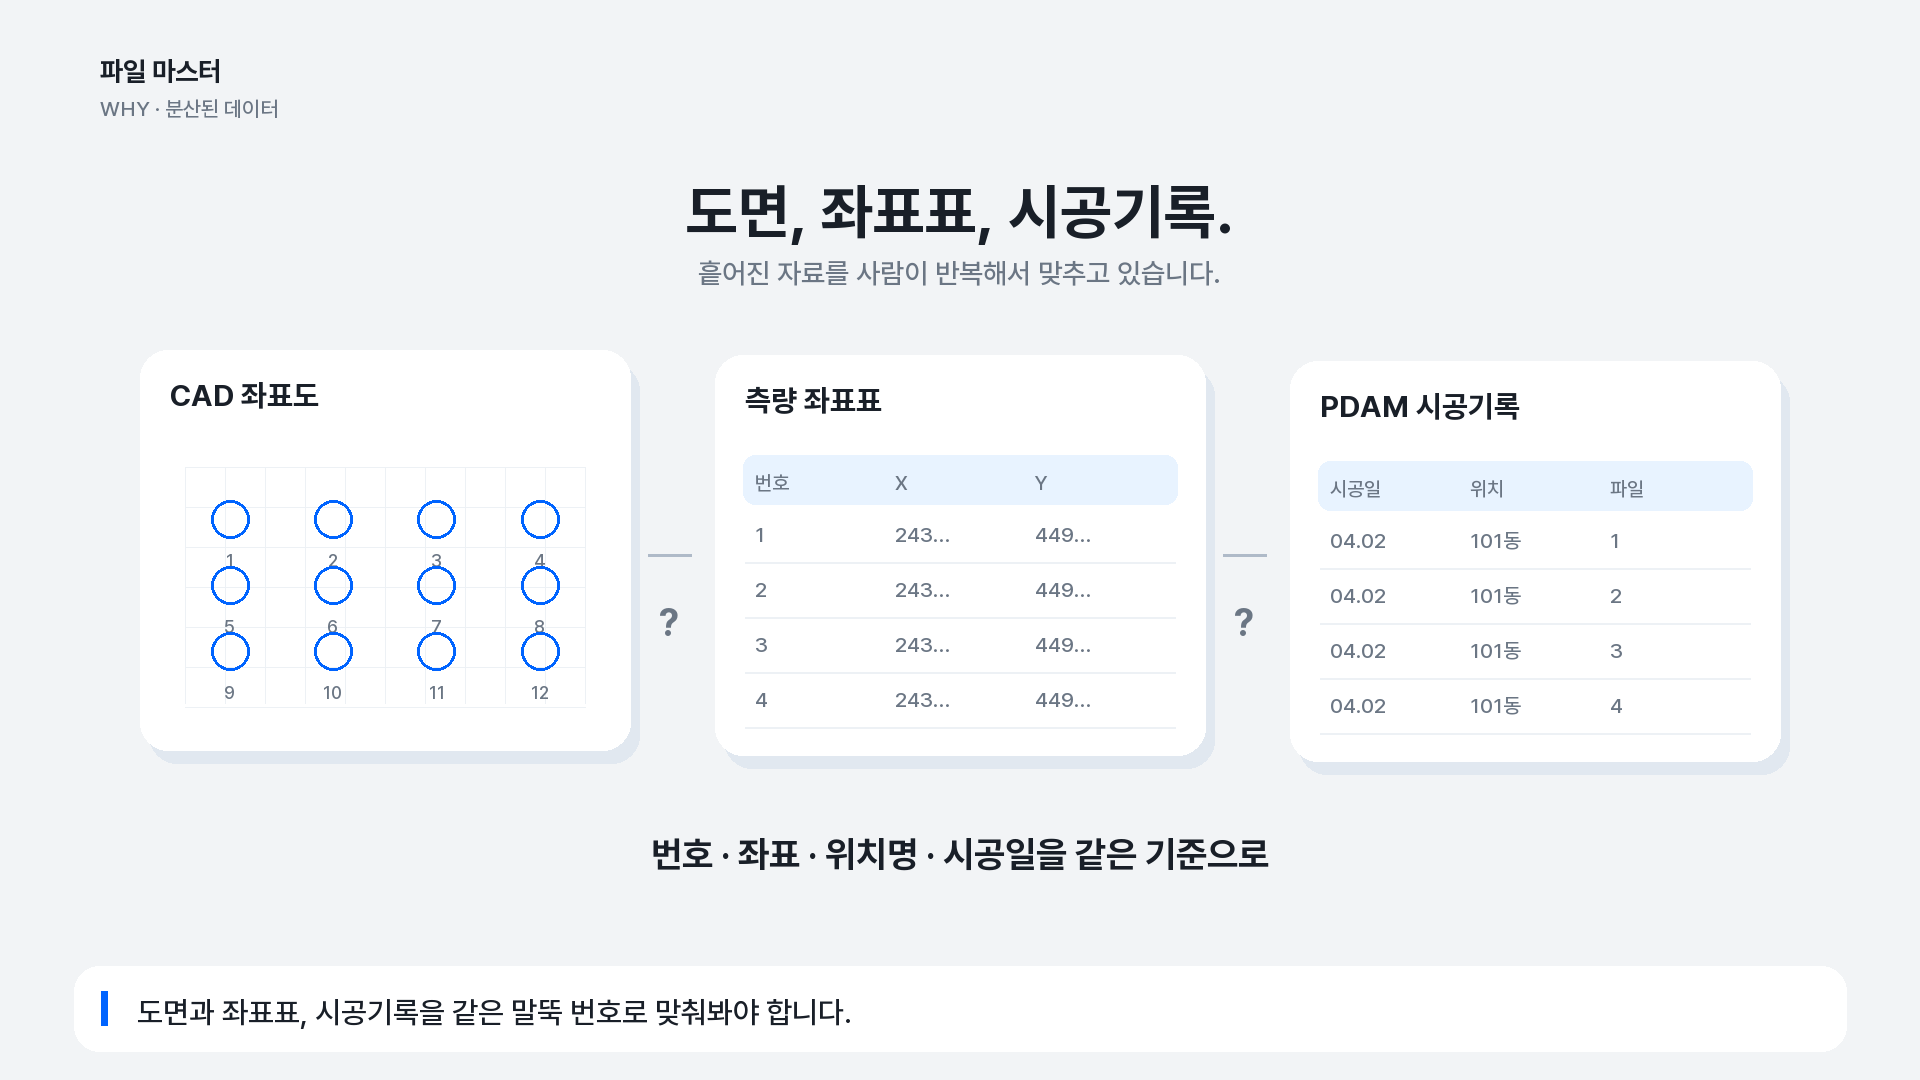 파일 마스터
WHY · 분산된 데이터
도면, 좌표표, 시공기록.
흩어진 자료를 사람이 반복해서 맞추고 있습니다.
CAD 좌표도
1 2 3 4
5 6 7 8
9 10 11 12
?
측량 좌표표
번호 X Y
1 243... 449...
2 243... 449...
3 243... 449...
4 243... 449...
?
PDAM 시공기록
시공일 위치 파일
04.02 101동 1
04.02 101동 2
04.02 101동 3
04.02 101동 4
번호 · 좌표 · 위치명 · 시공일을 같은 기준으로
도면과 좌표표, 시공기록을 같은 말뚝 번호로 맞춰봐야 합니다.